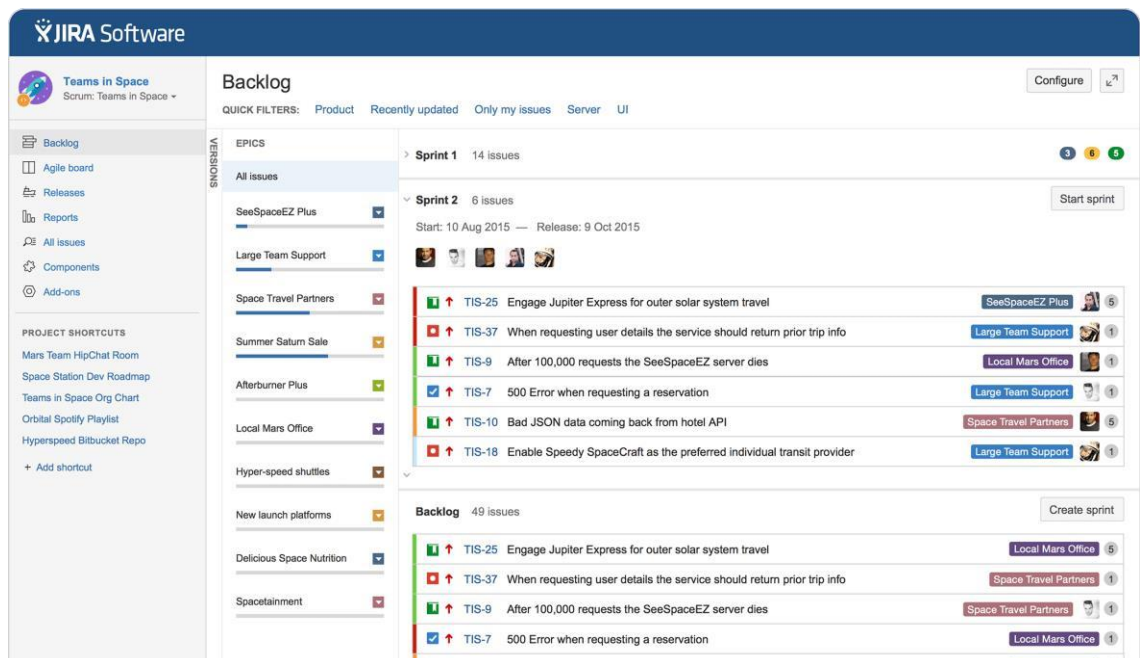 JIRA Software
Teams in Space
Scrum: Teams in Space
Backlog
Agile board
Releases
Reports
All issues
Components
Add-ons
PROJECT SHORTCUTS
Mars Team HipChat Room
Space Station Dev Roadmap
Teams in Space Org Chart
Orbital Spotify Playlist
Hyperspeed Bitbucket Repo
+ Add shortcut
Backlog
Configure
QUICK FILTERS: Product Recently updated Only my issues Server UI
VERSIONS
EPICS
All issues
SeeSpaceEZ Plus
Large Team Support
Space Travel Partners
Summer Saturn Sale
Afterburner Plus
Local Mars Office
Hyper-speed shuttles
New launch platforms
Delicious Space Nutrition
Spacetainment
Sprint 1 14 issues 3 6 5
Sprint 2 6 issues Start sprint
Start: 10 Aug 2015 — Release: 9 Oct 2015
TIS-25 Engage Jupiter Express for outer solar system travel SeeSpaceEZ Plus 5
TIS-37 When requesting user details the service should return prior trip info Large Team Support 1
TIS-9 After 100,000 requests the SeeSpaceEZ server dies Local Mars Office 1
TIS-7 500 Error when requesting a reservation Large Team Support 1
TIS-10 Bad JSON data coming back from hotel API Space Travel Partners 5
TIS-18 Enable Speedy SpaceCraft as the preferred individual transit provider Large Team Support 1
Backlog 49 issues Create sprint
TIS-25 Engage Jupiter Express for outer solar system travel Local Mars Office 5
TIS-37 When requesting user details the service should return prior trip info Space Travel Partners 1
TIS-9 After 100,000 requests the SeeSpaceEZ server dies Space Travel Partners 1
TIS-7 500 Error when requesting a reservation Local Mars Office 1